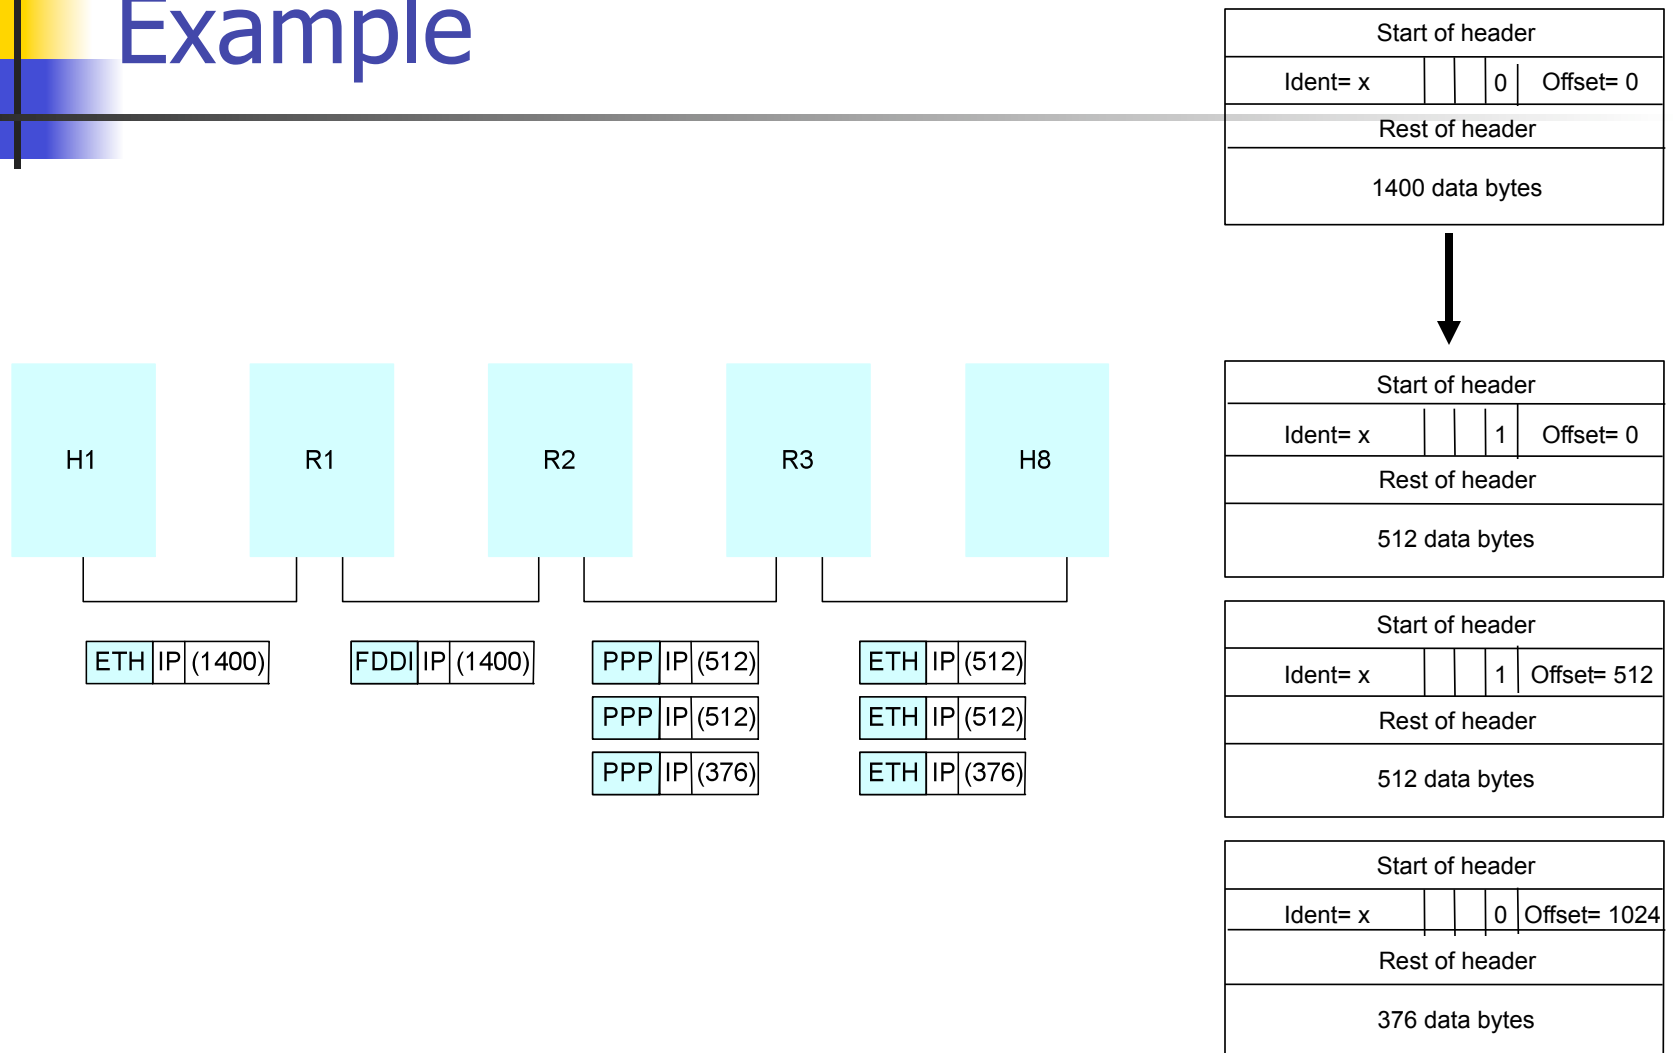 Example
Start of header
Ident= x 0 Offset= 0
Rest of header
1400 data bytes
H1 R1 R2 R3 H8
ETH IP (1400) FDDI IP (1400) PPP IP (512) ETH IP (512)
PPP IP (512) ETH IP (512)
PPP IP (376) ETH IP (376)
Start of header
Ident= x 1 Offset= 0
Rest of header
512 data bytes
Start of header
Ident= x 1 Offset= 512
Rest of header
512 data bytes
Start of header
Ident= x 0 Offset= 1024
Rest of header
376 data bytes